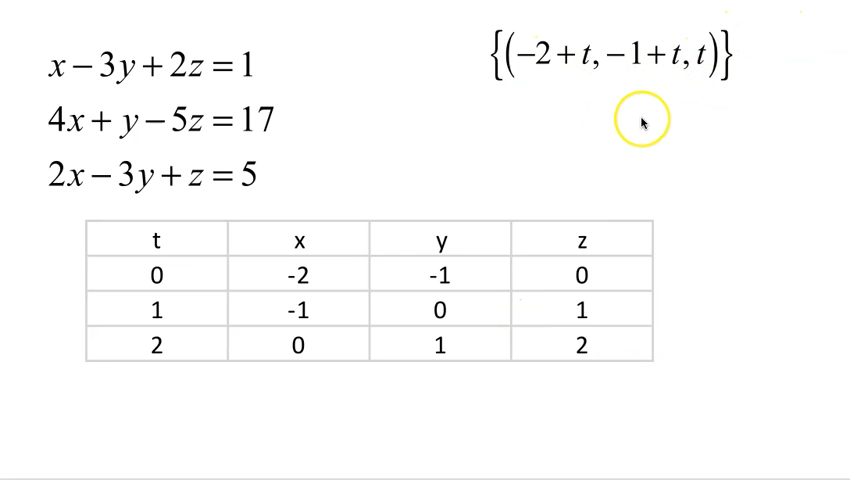 x − 3y + 2z = 1
{(−2 + t, −1 + t, t)}
4x + y − 5z = 17
2x − 3y + z = 5
t x y z
0 -2 -1 0
1 -1 0 1
2 0 1 2